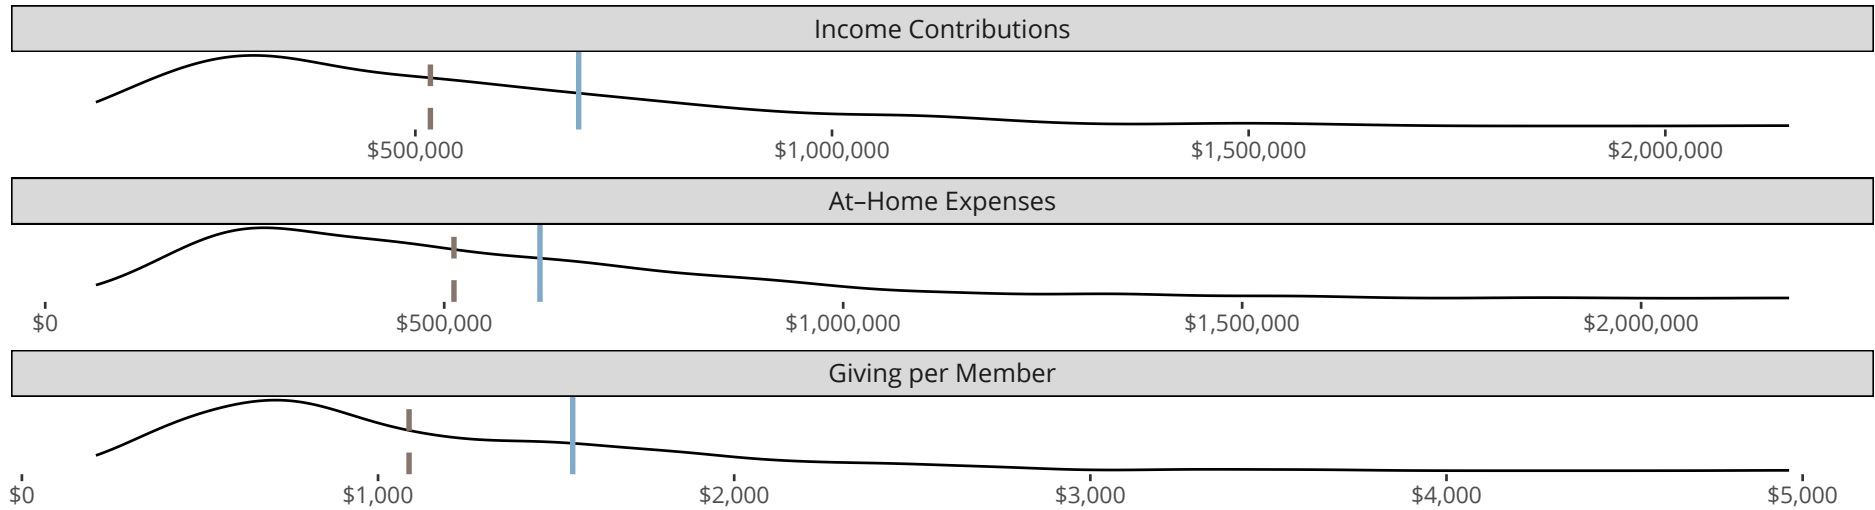 Income Contributions
$500,000 $1,000,000 $1,500,000 $2,000,000
At–Home Expenses
$0 $500,000 $1,000,000 $1,500,000 $2,000,000
Giving per Member
$0 $1,000 $2,000 $3,000 $4,000 $5,000